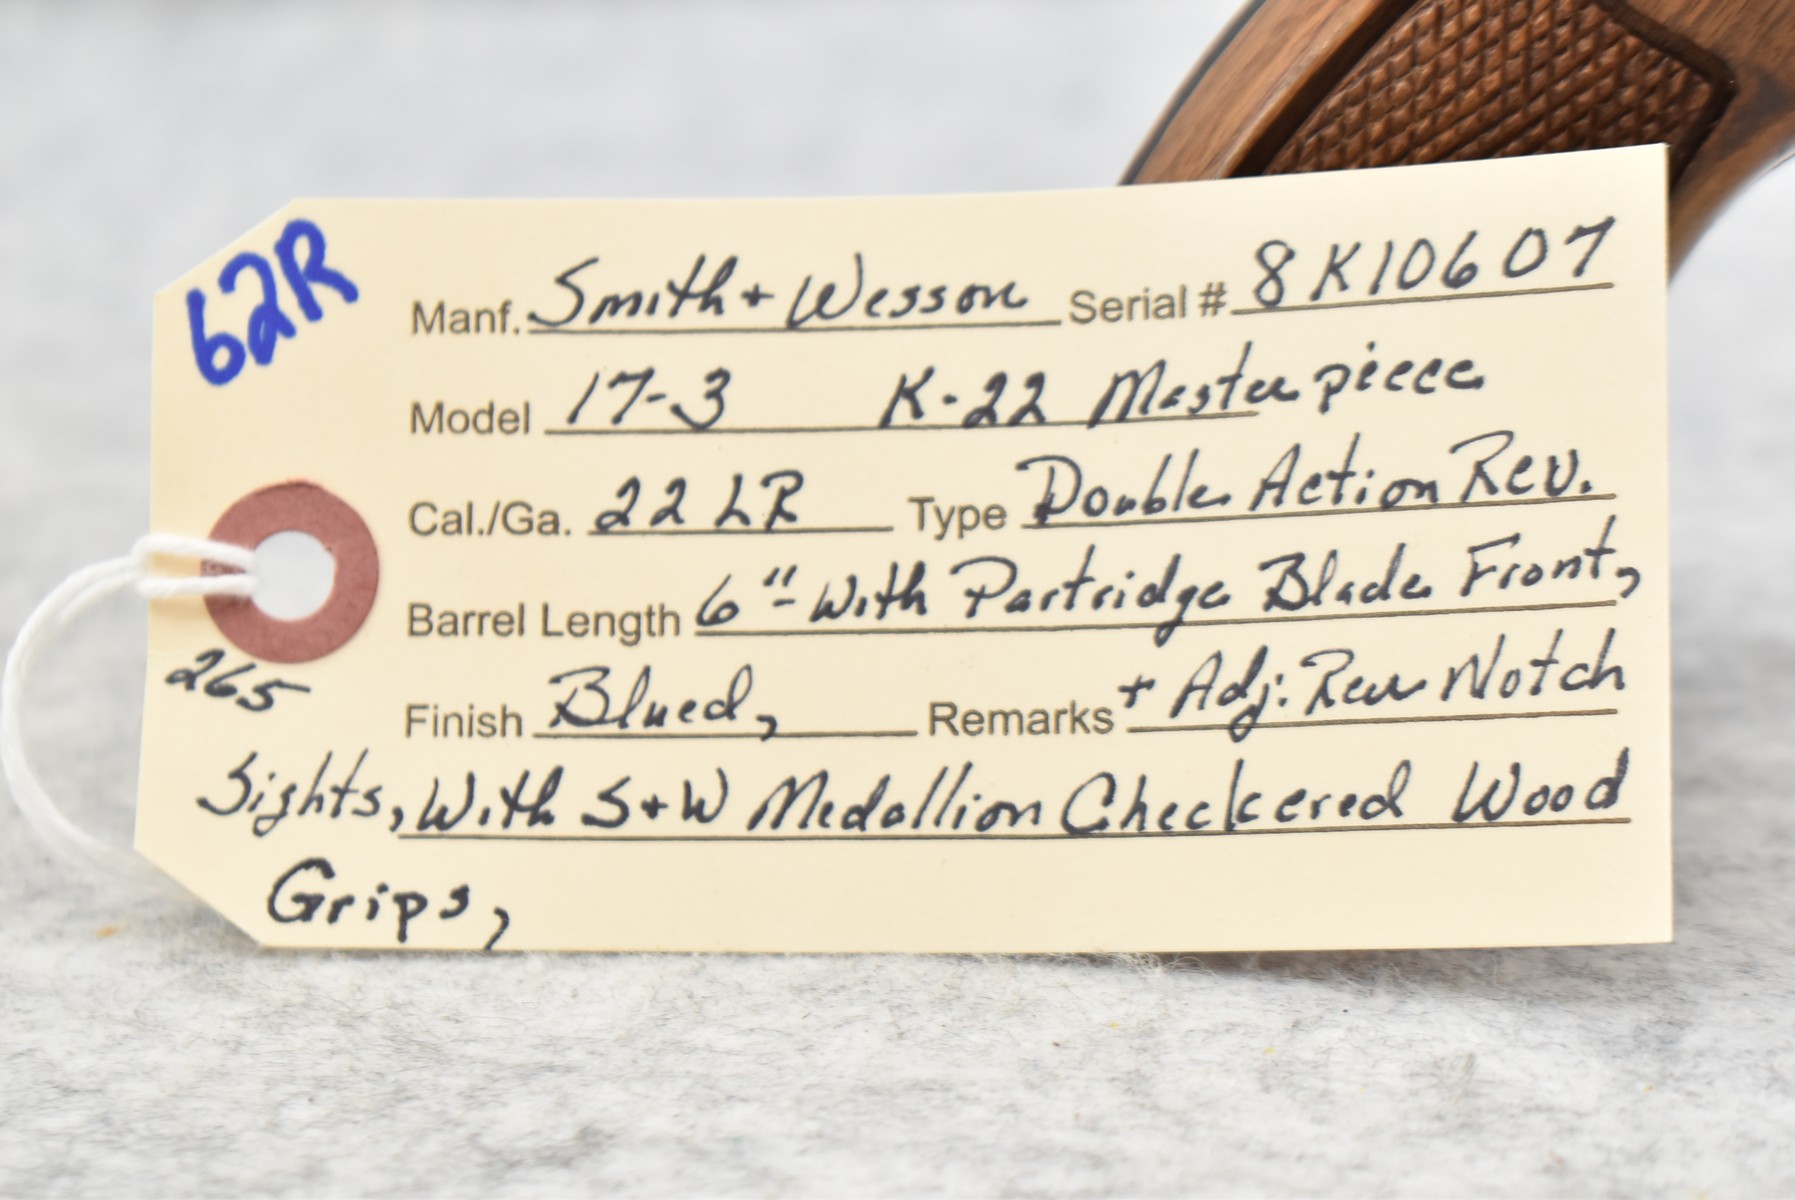 62R
Manf. Smith + Wesson Serial # 8K10607
Model 17-3 K-22 Masterpiece
Cal./Ga. 22 LR Type Double Action Rev.
Barrel Length 6" - With Partridge Blade Front,
265
Finish Blued, Remarks + Adj. Rear Notch
Sights, With S+W Medallion Checkered Wood
Grips,